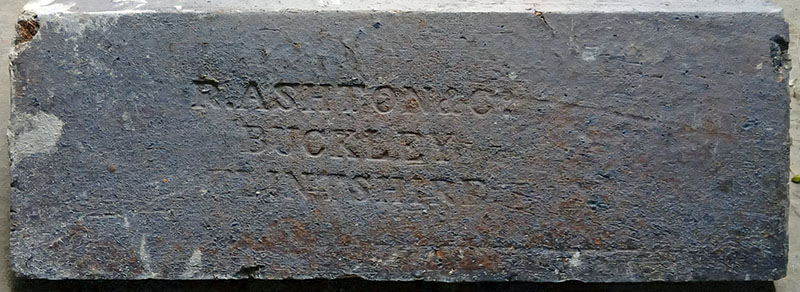 R. ASHTON & Co
BUCKLEY
FLINTSHIRE